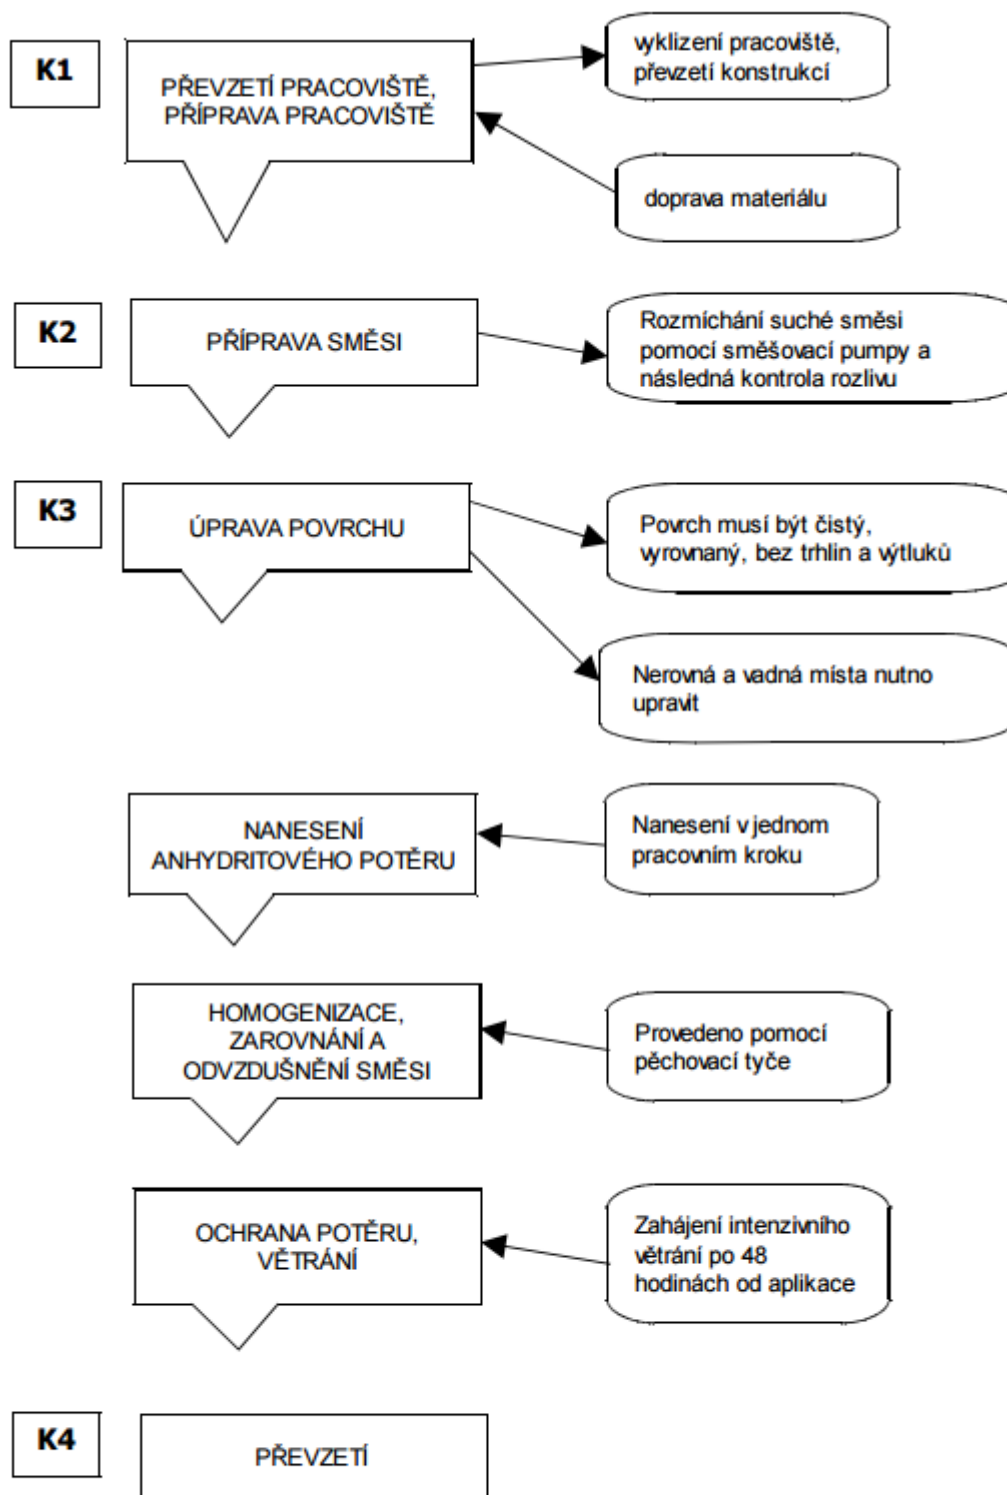 K1
PŘEVZETÍ PRACOVIŠTĚ,
PŘÍPRAVA PRACOVIŠTĚ
vyklizení pracoviště,
převzetí konstrukcí
doprava materiálu
K2
PŘÍPRAVA SMĚSI
Rozmíchání suché směsi
pomocí směšovací pumpy a
následná kontrola rozlivu
K3
ÚPRAVA POVRCHU
Povrch musí být čistý,
vyrovnaný, bez trhlin a výtluků
Nerovná a vadná místa nutno
upravit
NANESENÍ
ANHYDRITOVÉHO POTĚRU
Nanesení v jednom
pracovním kroku
HOMOGENIZACE,
ZAROVNÁNÍ A
ODVZDUŠNĚNÍ SMĚSI
Provedeno pomocí
pěchovací tyče
OCHRANA POTĚRU,
VĚTRÁNÍ
Zahájení intenzivního
větrání po 48
hodinách od aplikace
K4
PŘEVZETÍ